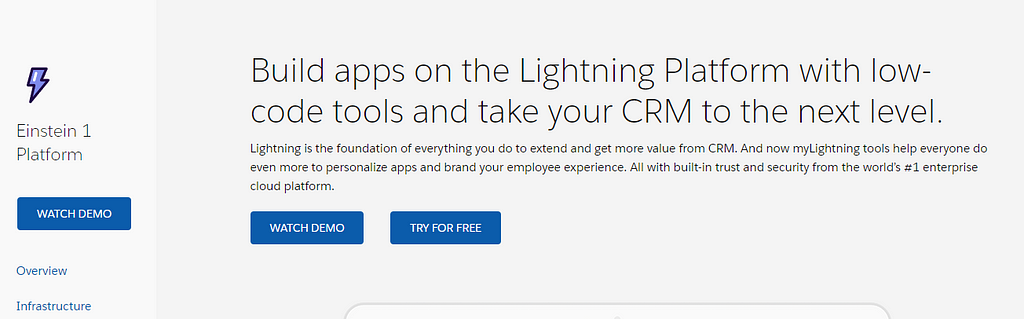 Einstein 1
Platform
WATCH DEMO
Overview
Infrastructure
Build apps on the Lightning Platform with low-
code tools and take your CRM to the next level.
Lightning is the foundation of everything you do to extend and get more value from CRM. And now myLightning tools help everyone do
even more to personalize apps and brand your employee experience. All with built-in trust and security from the world's #1 enterprise
cloud platform.
WATCH DEMO
TRY FOR FREE